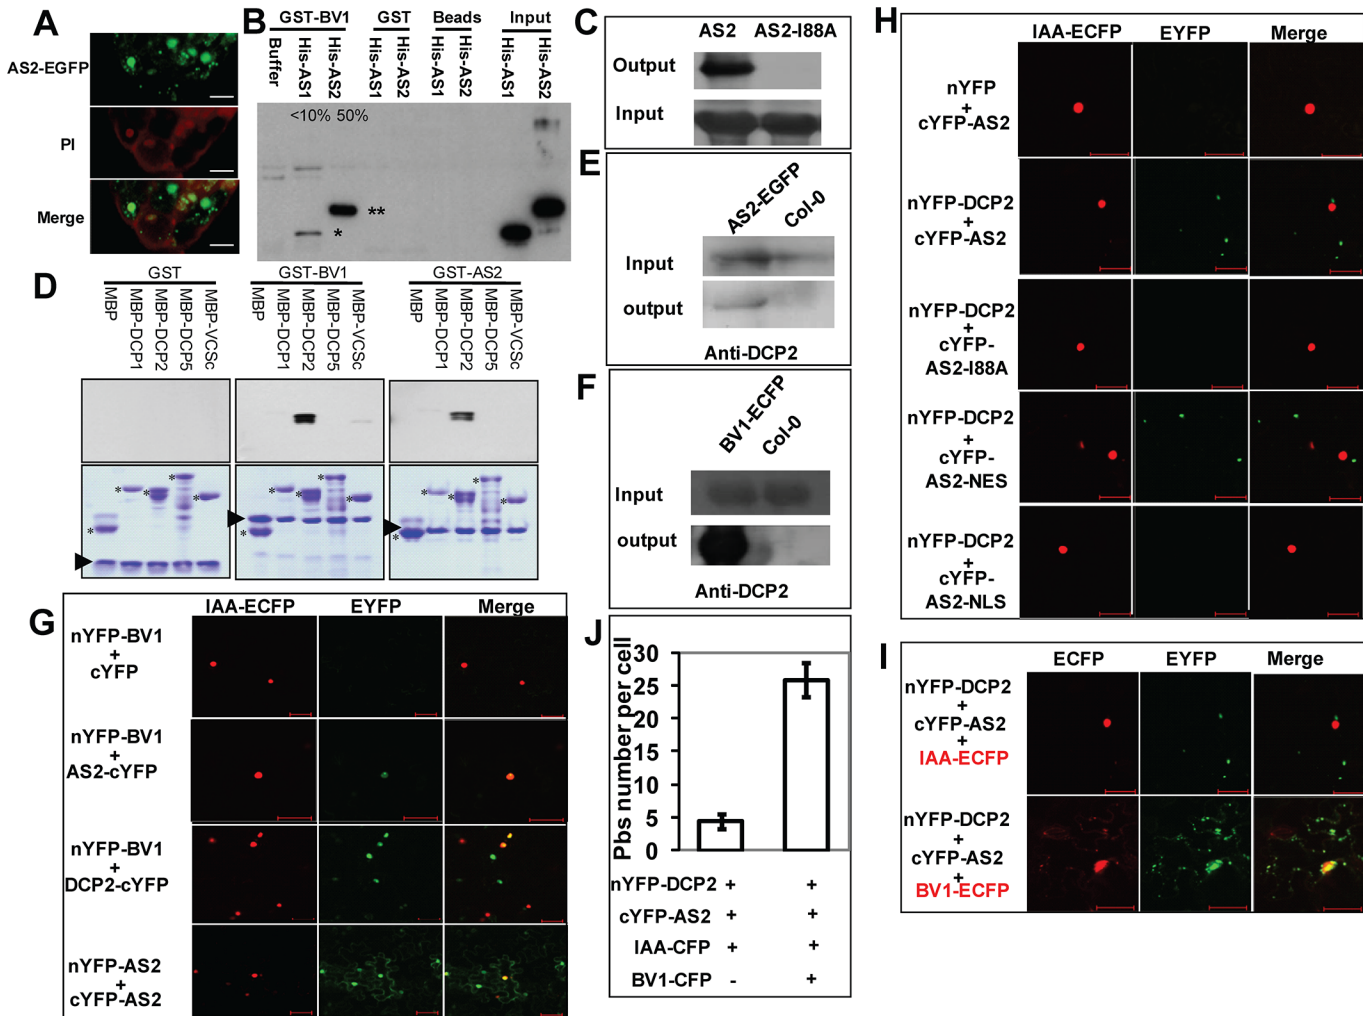 A
AS2-EGFP
PI
Merge
B
GST-BV1 GST Beads Input
Buffer His-AS1 His-AS2 His-AS1 His-AS2 His-AS1 His-AS2 His-AS1 His-AS2
<10% 50%
**
*
C
AS2 AS2-I88A
Output
Input
D
GST GST-BV1 GST-AS2
MBP MBP-DCP1 MBP-DCP2 MBP-DCP5 MBP-VCSc MBP MBP-DCP1 MBP-DCP2 MBP-DCP5 MBP-VCSc MBP MBP-DCP1 MBP-DCP2 MBP-DCP5 MBP-VCSc
* * * * *
* * * * *
* * * * *
E
AS2-EGFP Col-0
Input
output
Anti-DCP2
F
BV1-ECFP Col-0
Input
output
Anti-DCP2
G
IAA-ECFP EYFP Merge
nYFP-BV1
+
cYFP
nYFP-BV1
+
AS2-cYFP
nYFP-BV1
+
DCP2-cYFP
nYFP-AS2
+
cYFP-AS2
J
Pbs number per cell
30
25
20
15
10
5
0
nYFP-DCP2 + +
cYFP-AS2 + +
IAA-CFP + +
BV1-CFP - +
H
IAA-ECFP EYFP Merge
nYFP
+
cYFP-AS2
nYFP-DCP2
+
cYFP-AS2
nYFP-DCP2
+
cYFP-
AS2-I88A
nYFP-DCP2
+
cYFP-
AS2-NES
nYFP-DCP2
+
cYFP-
AS2-NLS
I
ECFP EYFP Merge
nYFP-DCP2
+
cYFP-AS2
+
IAA-ECFP
nYFP-DCP2
+
cYFP-AS2
+
BV1-ECFP